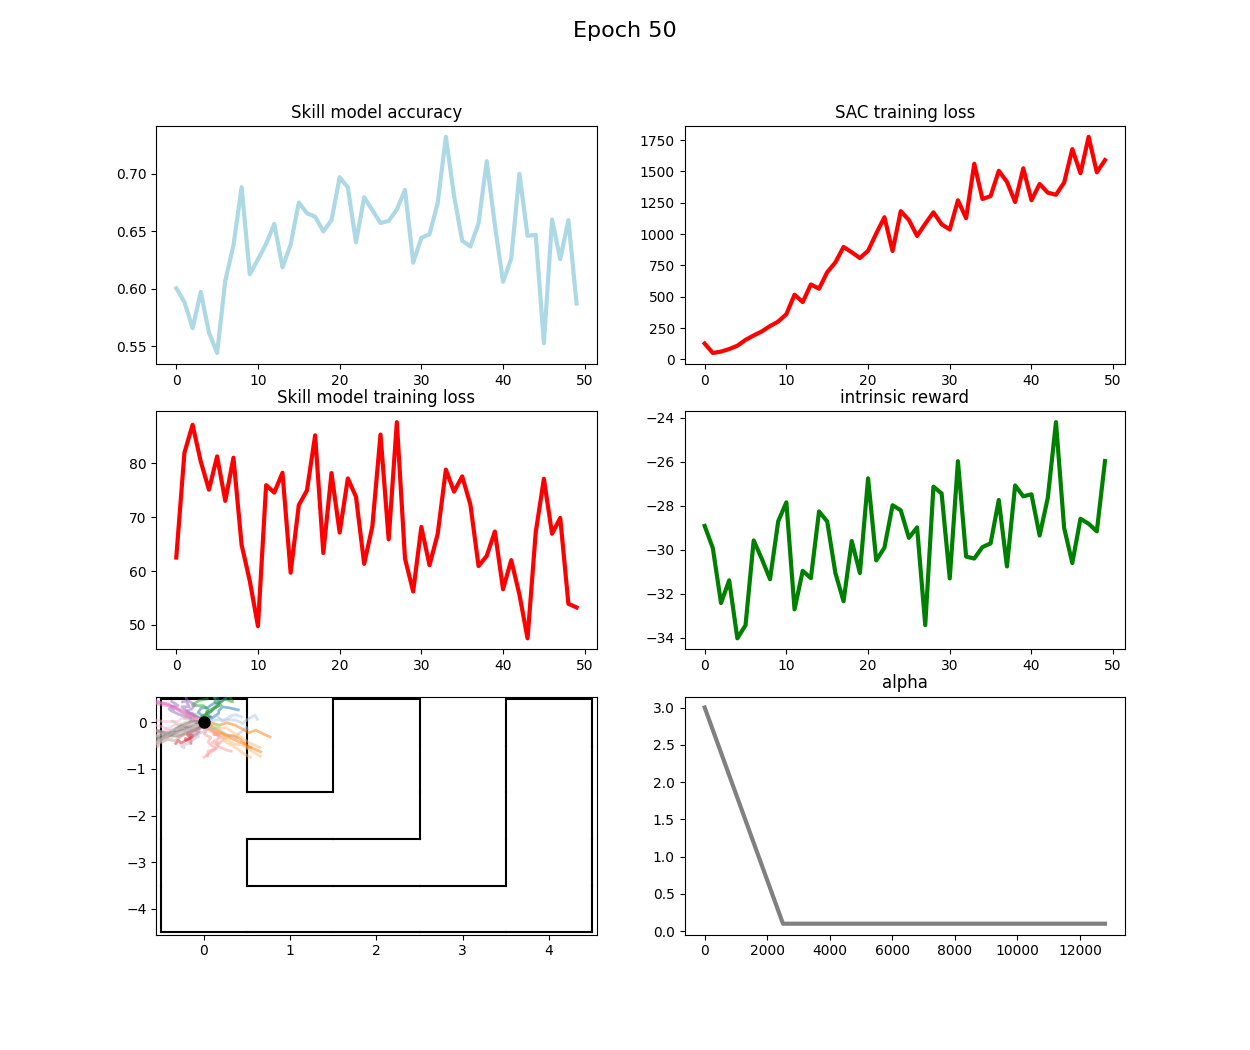 Epoch 50
Skill model accuracy
0.70
0.65
0.60
0.55
0 10 20 30 40 50
SAC training loss
1750
1500
1250
1000
750
500
250
0
0 10 20 30 40 50
Skill model training loss
80
70
60
50
0 10 20 30 40 50
intrinsic reward
−24
−26
−28
−30
−32
−34
0 10 20 30 40 50
0
−1
−2
−3
−4
0 1 2 3 4
alpha
3.0
2.5
2.0
1.5
1.0
0.5
0.0
0 2000 4000 6000 8000 10000 12000